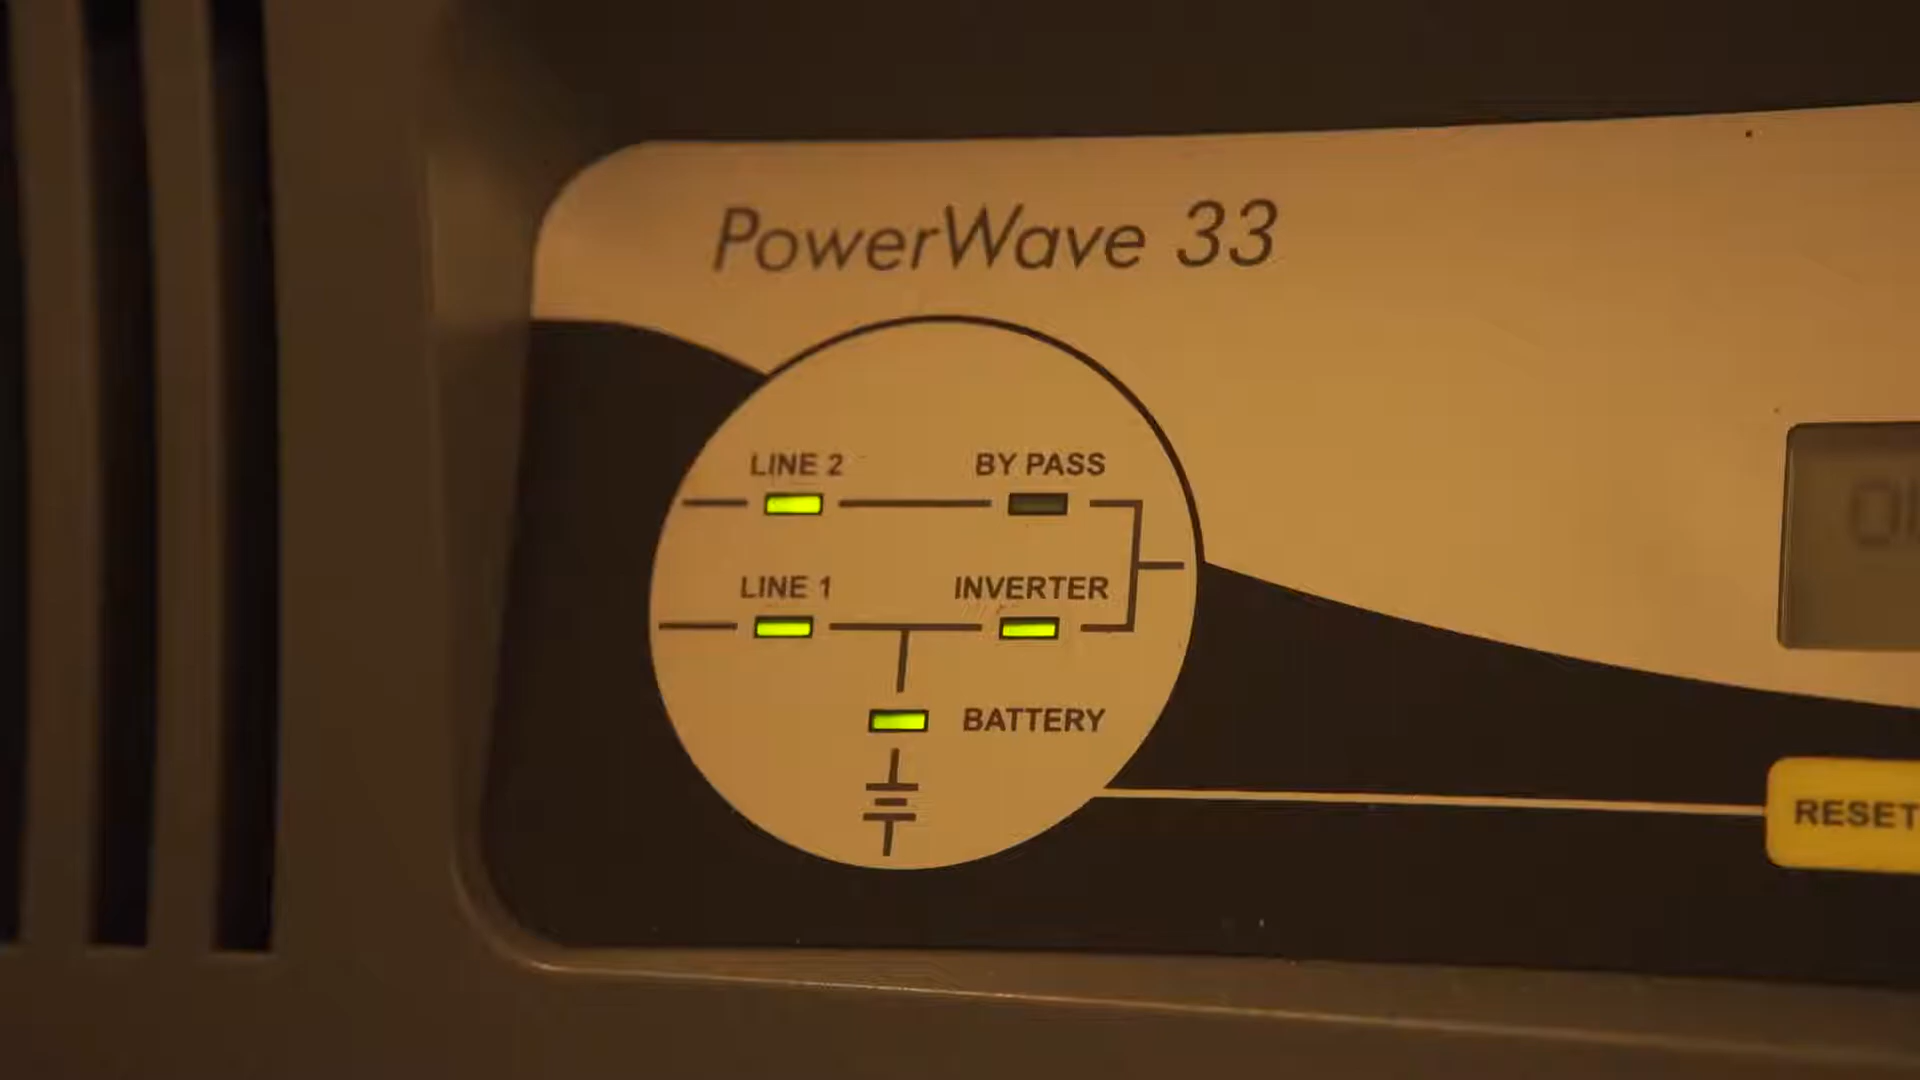 PowerWave 33
LINE 2 BY PASS
LINE 1 INVERTER
BATTERY
RESET